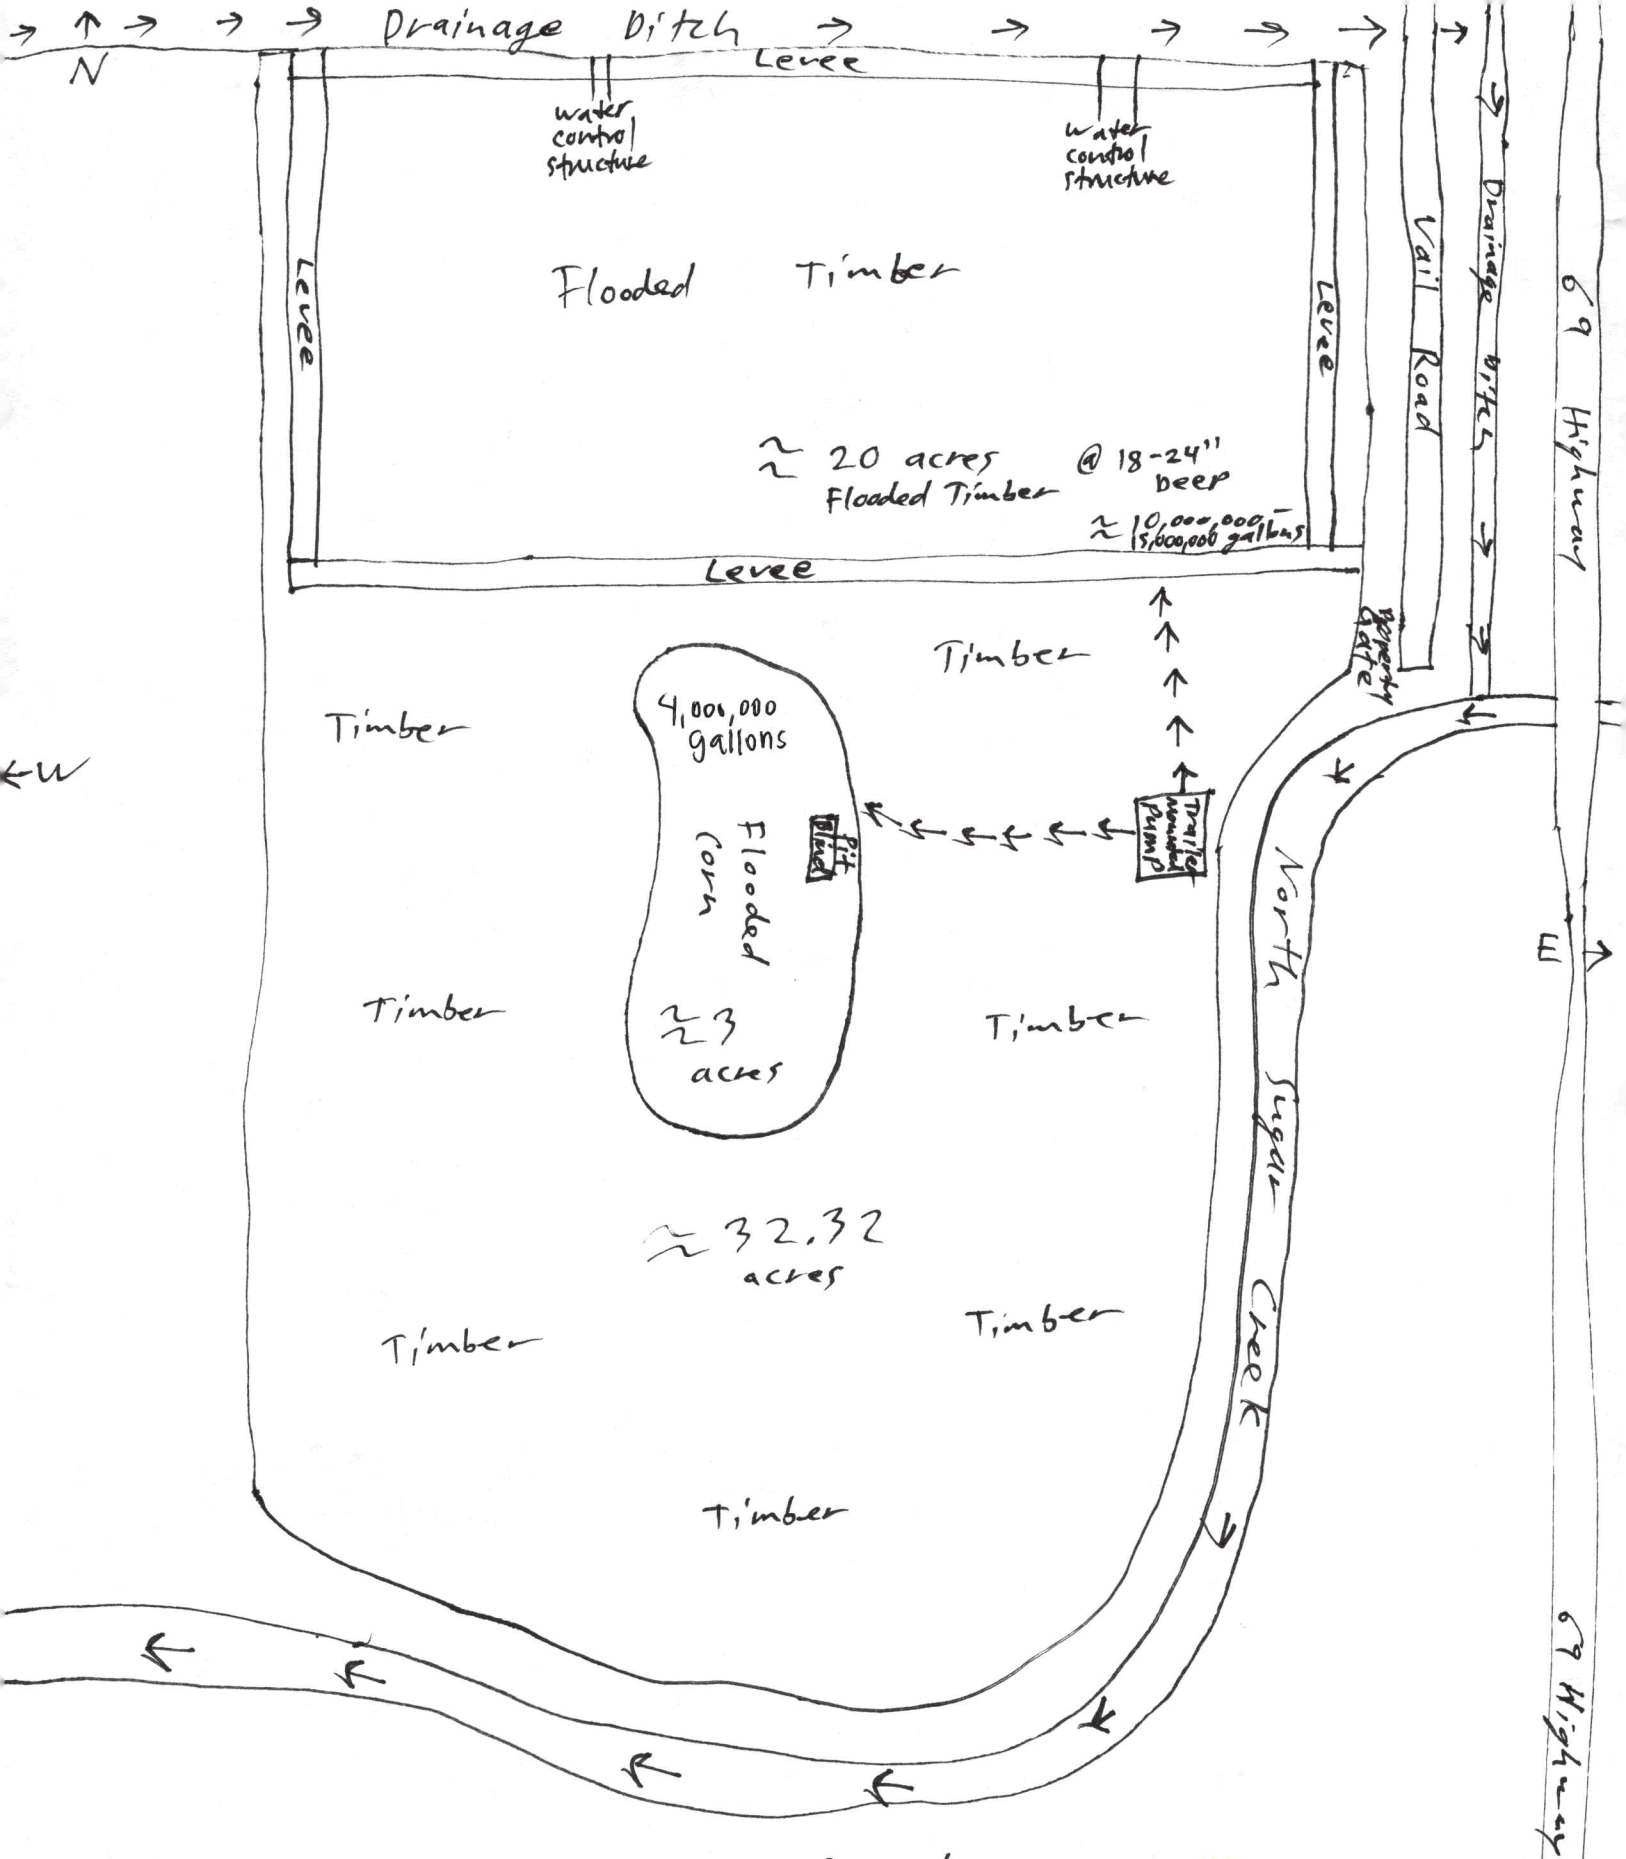 Drainage Ditch
N
Levee
water
control
structure
water
control
structure
Levee
Flooded Timber
Levee
Vail Road
Drainage Ditch
69 Highway
≈ 20 acres @ 18-24"
Deep
Flooded Timber
≈ 10,000,000-
15,000,000 gallons
Levee
Property
Gate
Timber
Timber
4,000,000
gallons
←W
Trailer
Mounted
Pump
Pit
Blind
Flooded
Corn
North Sugar Creek
E →
Timber
≈ 3
acres
Timber
≈ 32.32
acres
Timber
Timber
Timber
69 Highway